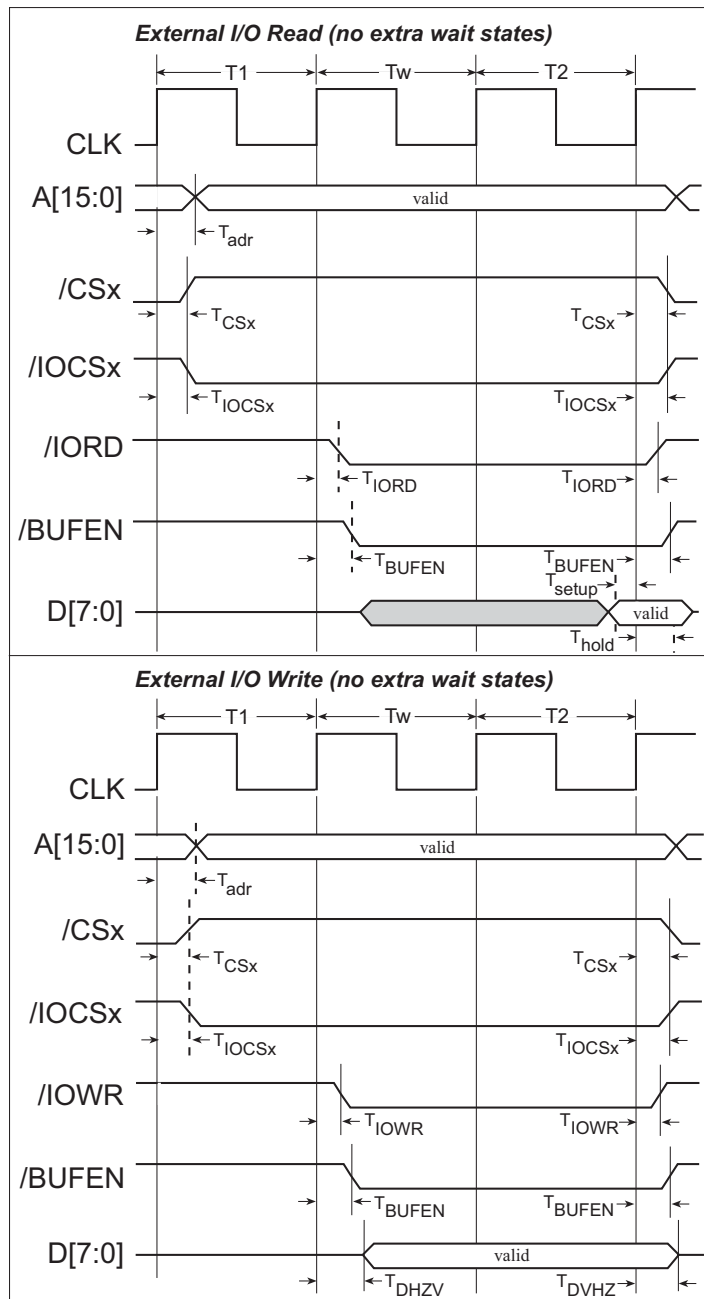 External I/O Read (no extra wait states)
T1 Tw T2
CLK
A[15:0] valid
Tadr
/CSx
TCSx TCSx
/IOCSx
TIOCSx TIOCSx
/IORD
TIORD TIORD
/BUFEN
TBUFEN TBUFEN
Tsetup
D[7:0] valid
Thold
External I/O Write (no extra wait states)
T1 Tw T2
CLK
A[15:0] valid
Tadr
/CSx
TCSx TCSx
/IOCSx
TIOCSx TIOCSx
/IOWR
TIOWR TIOWR
/BUFEN
TBUFEN TBUFEN
D[7:0] valid
TDHZV TDVHZ